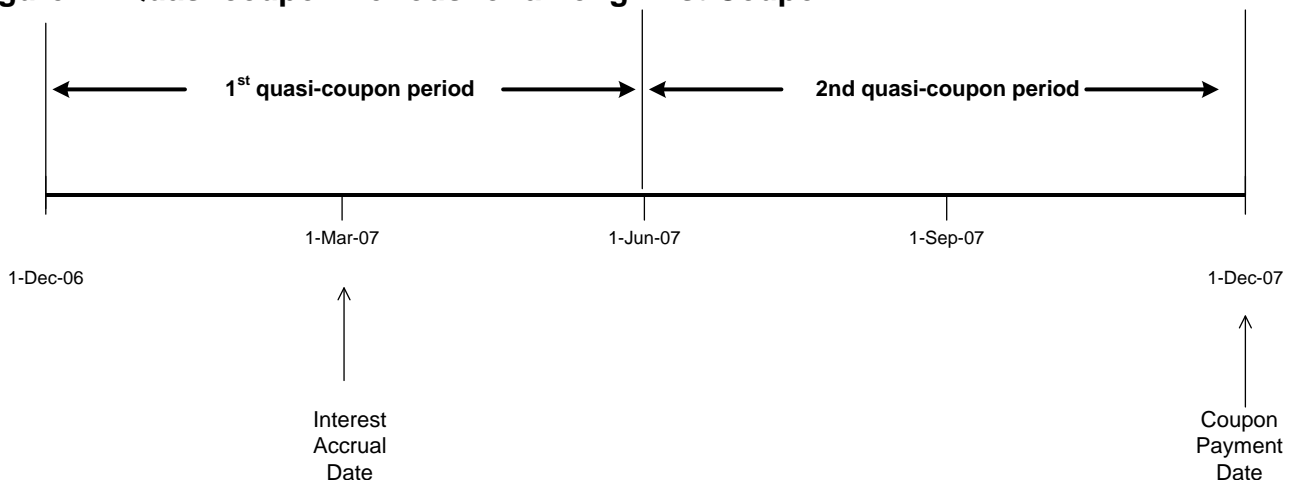 1st quasi-coupon period
2nd quasi-coupon period
1-Mar-07
1-Jun-07
1-Sep-07
1-Dec-06
1-Dec-07
Interest
Accrual
Date
Coupon
Payment
Date